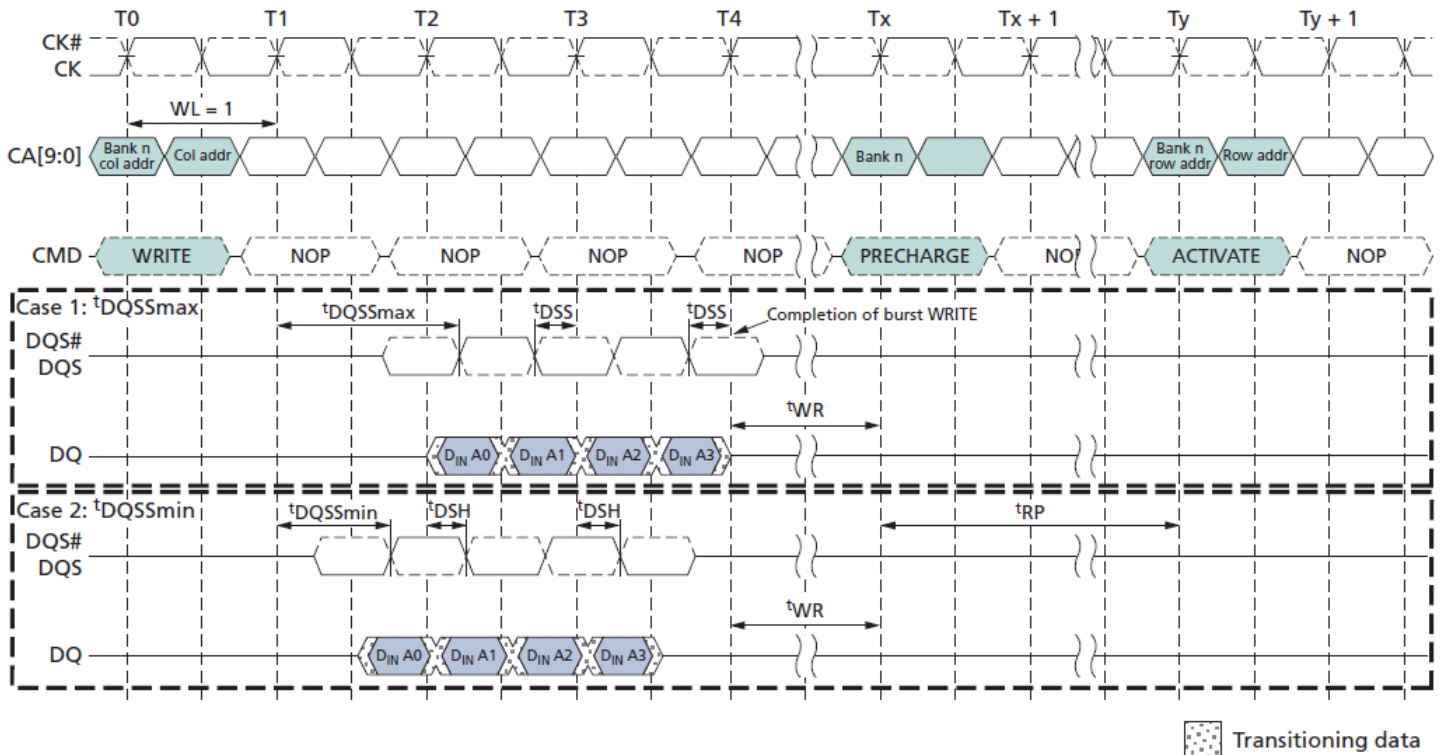 T0 T1 T2 T3 T4 Tx Tx + 1 Ty Ty + 1
CK#
CK
WL = 1
CA[9:0] Bank n col addr Col addr Bank n Bank n row addr Row addr
CMD WRITE NOP NOP NOP NOP PRECHARGE NOP ACTIVATE NOP
Case 1: tDQSSmax
tDQSSmax tDSS tDSS Completion of burst WRITE
DQS#
DQS
tWR
DQ DIN A0 DIN A1 DIN A2 DIN A3
Case 2: tDQSSmin
tDQSSmin tDSH tDSH tRP
DQS#
DQS
tWR
DQ DIN A0 DIN A1 DIN A2 DIN A3
Transitioning data